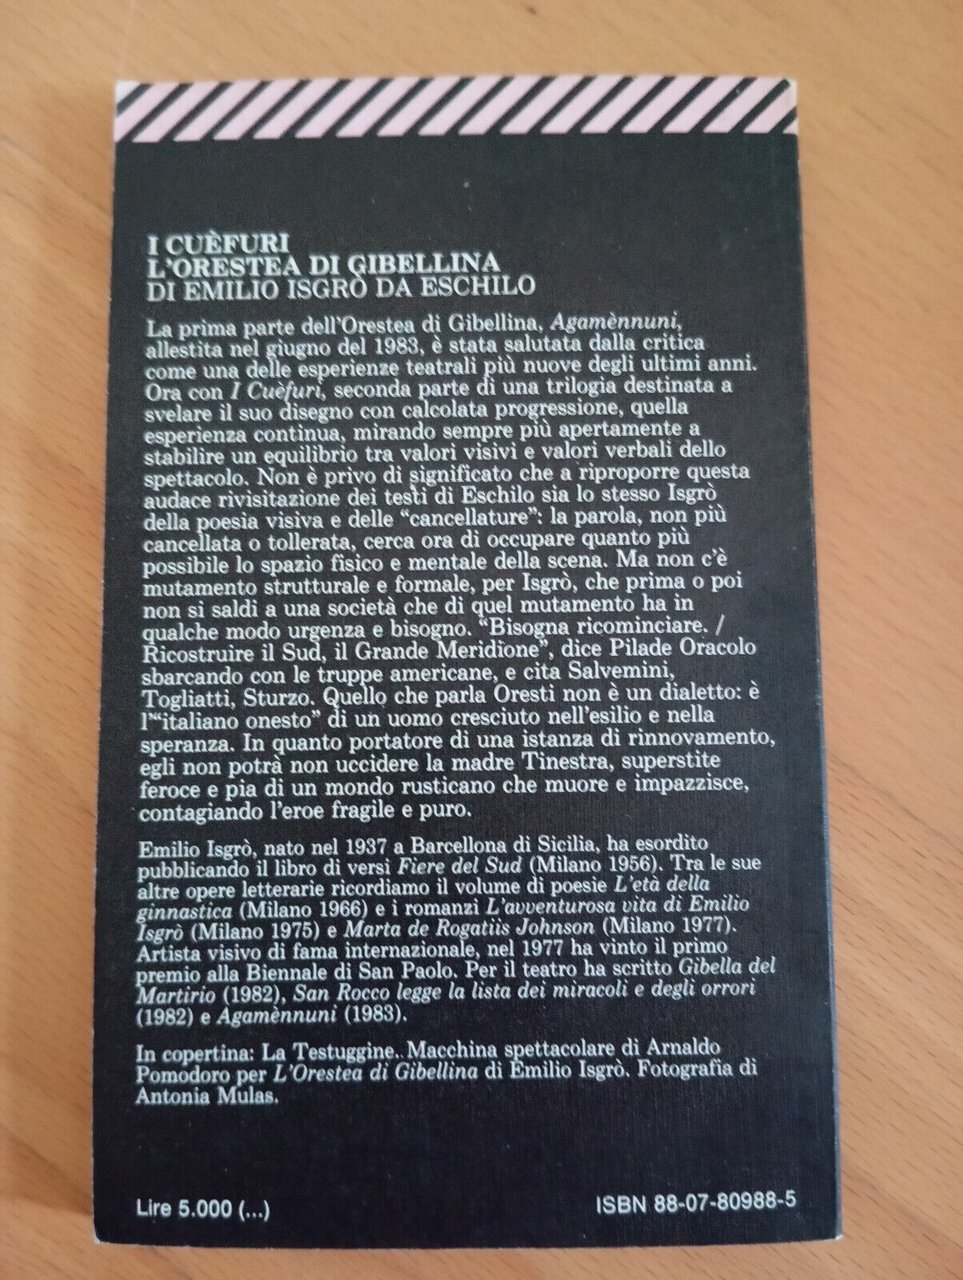 I CUÈFURI
L'ORESTEA DI GIBELLINA
DI EMILIO ISGRÒ DA ESCHILO
La prima parte dell'Orestea di Gibellina, Agamènnuni,
allestita nel giugno del 1983, è stata salutata dalla critica
come una delle esperienze teatrali più nuove degli ultimi anni.
Ora con I Cuèfuri, seconda parte di una trilogia destinata a
svelare il suo disegno con calcolata progressione, quella
esperienza continua, mirando sempre più apertamente a
stabilire un equilibrio tra valori visivi e valori verbali dello
spettacolo. Non è privo di significato che a riproporre questa
audace rivisitazione dei testi di Eschilo sia lo stesso Isgrò
della poesia visiva e delle "cancellature": la parola, non più
cancellata o tollerata, cerca ora di occupare quanto più
possibile lo spazio fisico e mentale della scena. Ma non c'è
mutamento strutturale e formale, per Isgrò, che prima o poi
non si saldi a una società che di quel mutamento ha in
qualche modo urgenza e bisogno. "Bisogna ricominciare. /
Ricostruire il Sud, il Grande Meridione", dice Pilade Oracolo
sbarcando con le truppe americane, e cita Salvemini,
Togliatti, Sturzo. Quello che parla Oresti non è un dialetto: è
l'"italiano onesto" di un uomo cresciuto nell'esilio e nella
speranza. In quanto portatore di una istanza di rinnovamento,
egli non potrà non uccidere la madre Tinestra, superstite
feroce e pia di un mondo rusticano che muore e impazzisce,
contagiando l'eroe fragile e puro.
Emilio Isgrò, nato nel 1937 a Barcellona di Sicilia, ha esordito
pubblicando il libro di versi Fiere del Sud (Milano 1956). Tra le sue
altre opere letterarie ricordiamo il volume di poesie L'età della
ginnastica (Milano 1966) e i romanzi L'avventurosa vita di Emilio
Isgrò (Milano 1975) e Marta de Rogatiis Johnson (Milano 1977).
Artista visivo di fama internazionale, nel 1977 ha vinto il primo
premio alla Biennale di San Paolo. Per il teatro ha scritto Gibella del
Martirio (1982), San Rocco legge la lista dei miracoli e degli orrori
(1982) e Agamènnuni (1983).
In copertina: La Testuggine. Macchina spettacolare di Arnaldo
Pomodoro per L'Orestea di Gibellina di Emilio Isgrò. Fotografia di
Antonia Mulas.
Lire 5.000 (...)
ISBN 88-07-80988-5